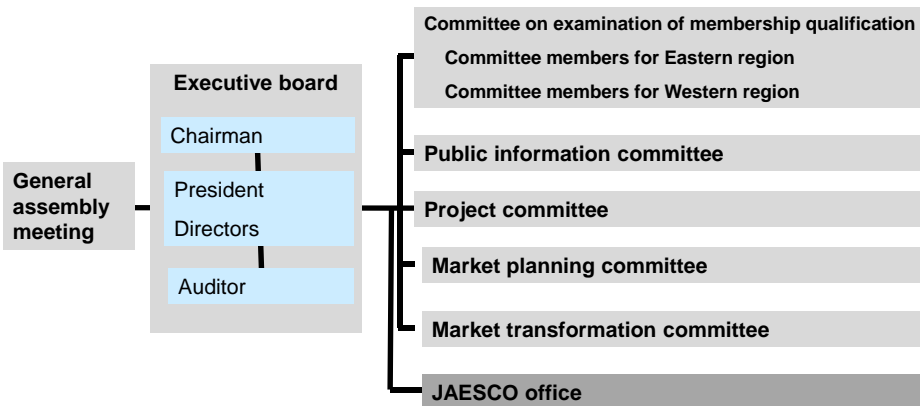 General
assembly
meeting
Executive board
Chairman
President
Directors
Auditor
Committee on examination of membership qualification
Committee members for Eastern region
Committee members for Western region
Public information committee
Project committee
Market planning committee
Market transformation committee
JAESCO office